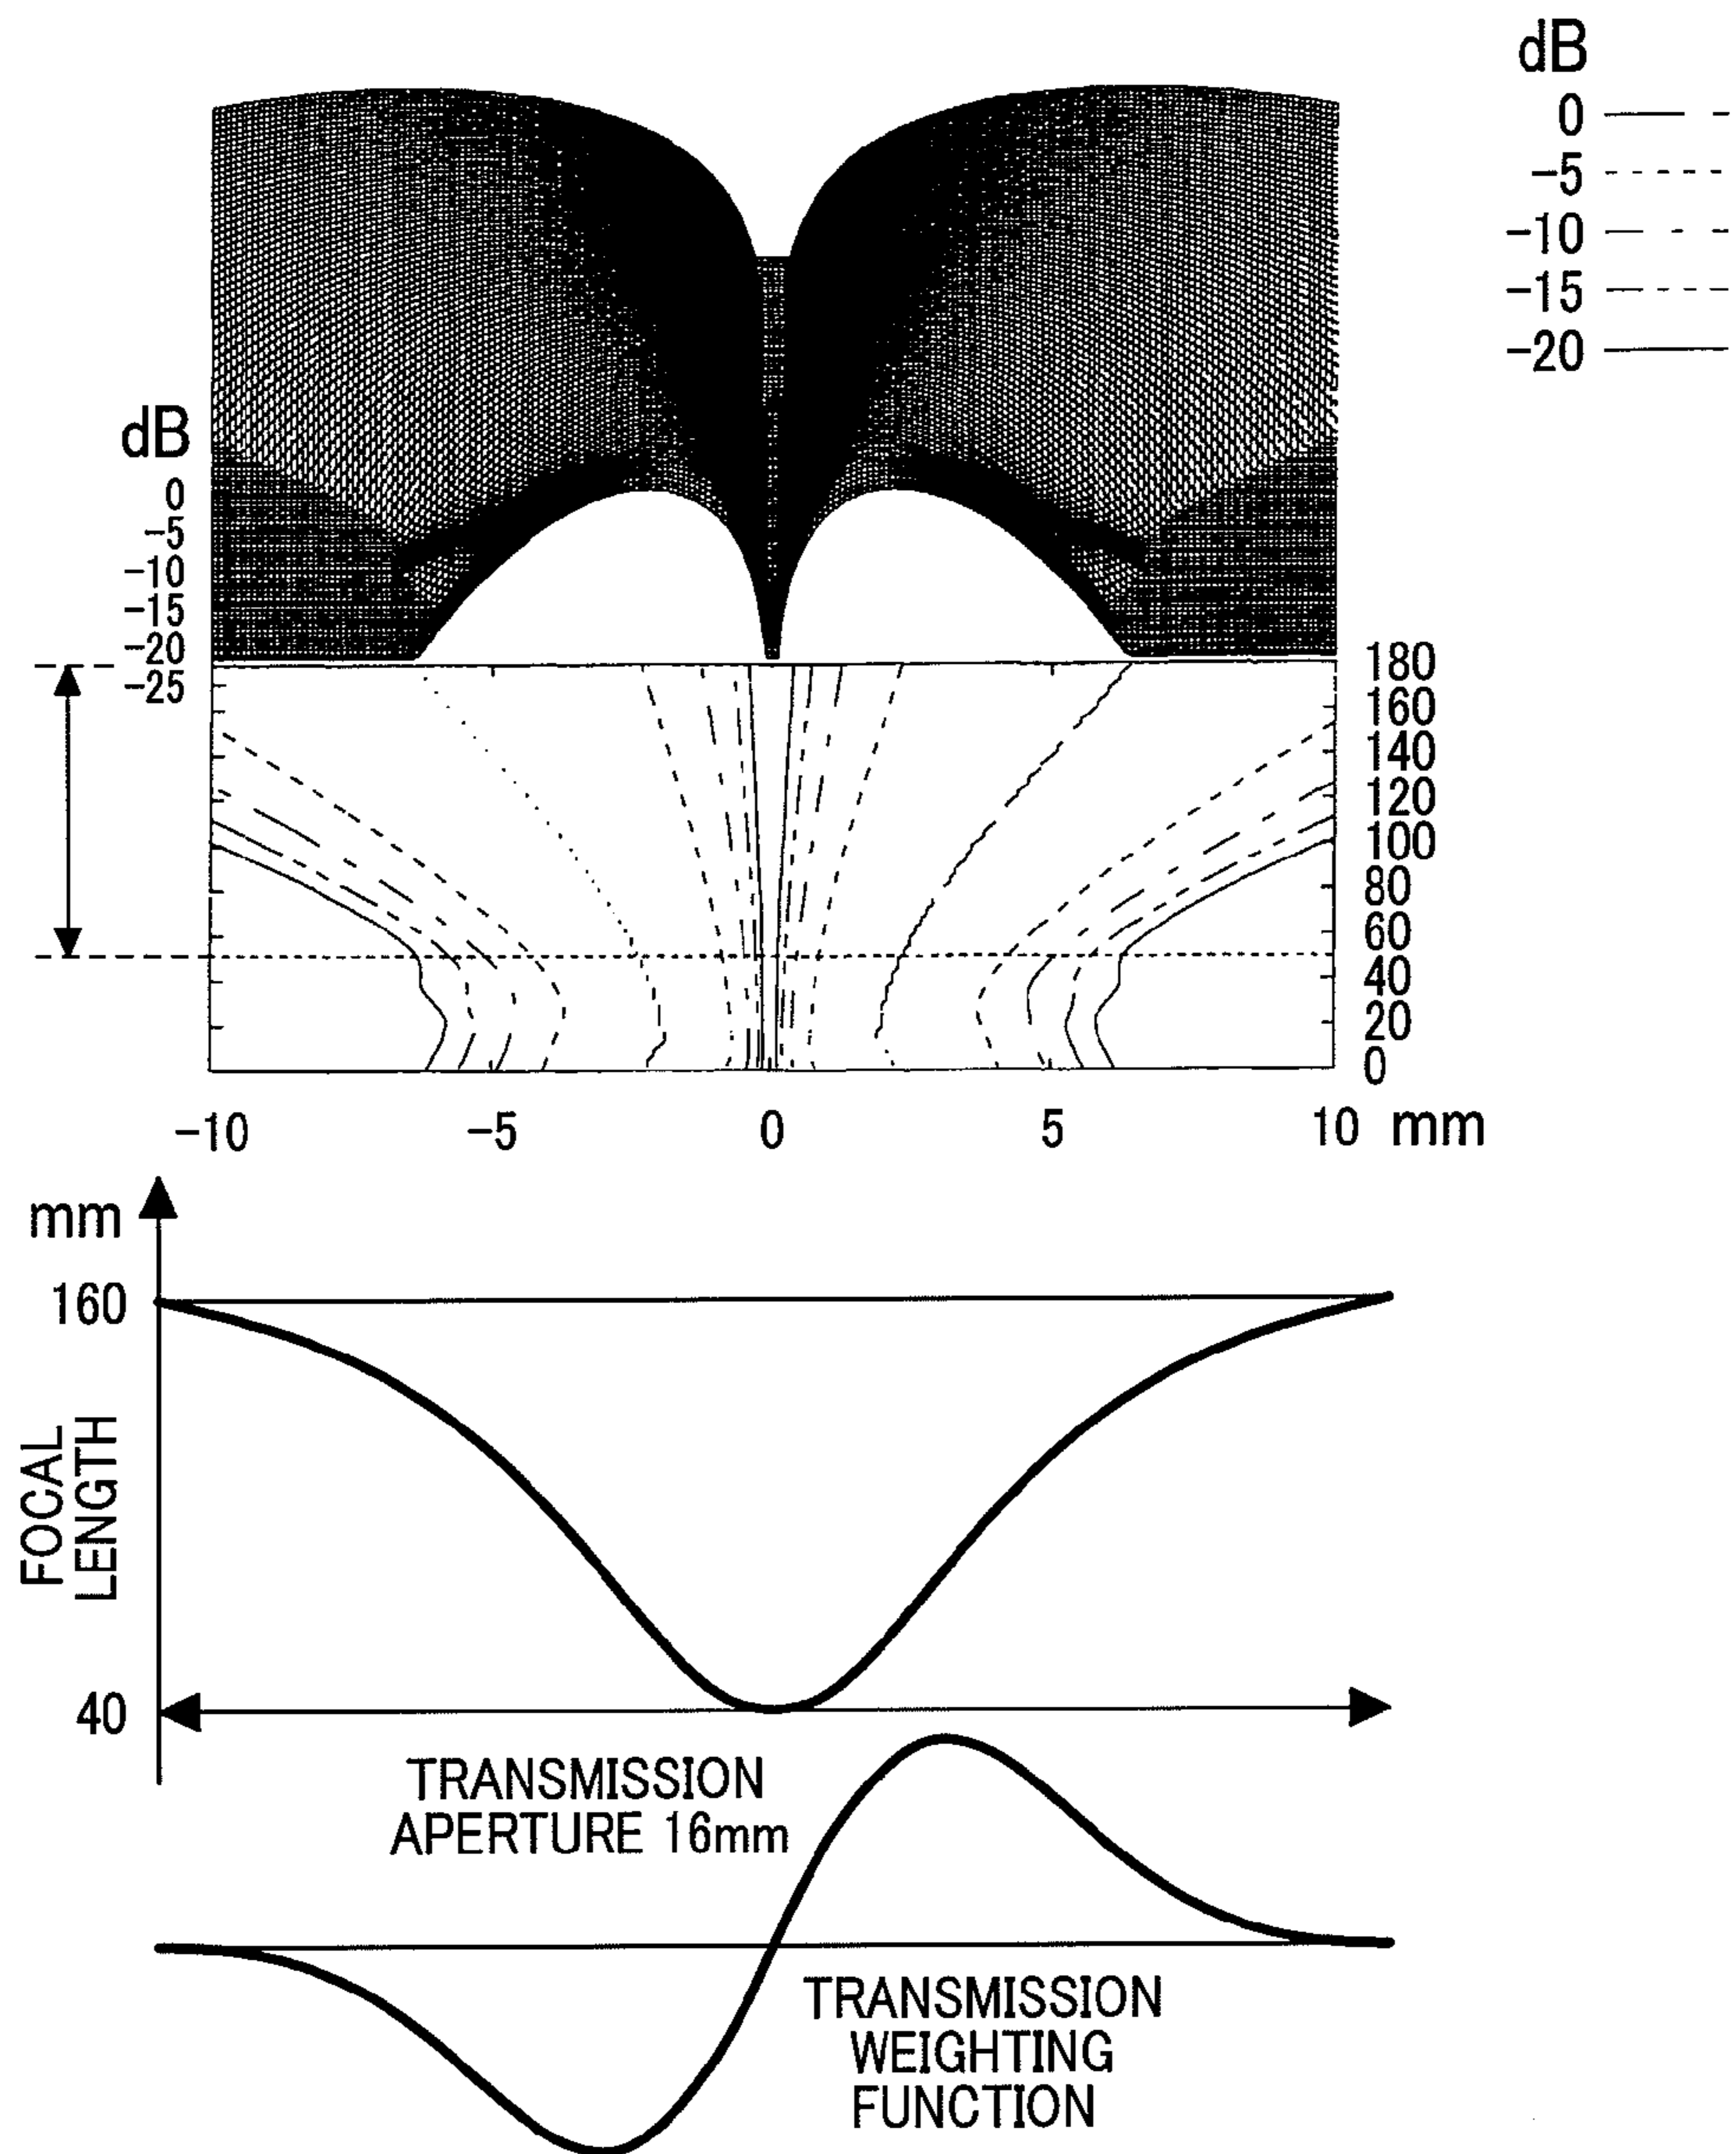 dB
0
-5
-10
-15
-20
dB
0
-5
-10
-15
-20
-25
180
160
140
120
100
80
60
40
20
0
-10 -5 0 5 10 mm
mm
160
FOCAL
LENGTH
40
TRANSMISSION
APERTURE 16mm
TRANSMISSION
WEIGHTING
FUNCTION